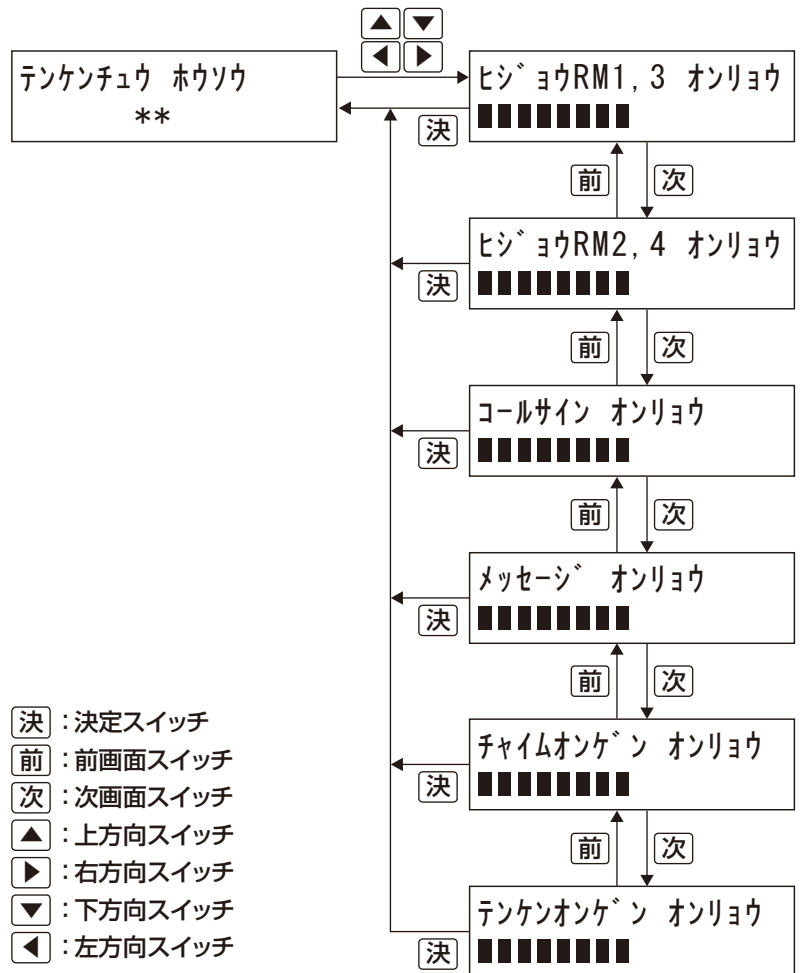 ▲ ▼
◀ ▶
ﾃﾝｹﾝﾁｭｳ ﾎｳｿｳ
**
ﾋｼﾞｮｳRM1,3 ｵﾝﾘｮｳ
■■■■■■■■
決
前 次
ﾋｼﾞｮｳRM2,4 ｵﾝﾘｮｳ
■■■■■■■■
決
前 次
ｺｰﾙｻｲﾝ ｵﾝﾘｮｳ
■■■■■■■■
決
前 次
ﾒｯｾｰｼﾞ ｵﾝﾘｮｳ
■■■■■■■■
決
前 次
ﾁｬｲﾑｵﾝｹﾞﾝ ｵﾝﾘｮｳ
■■■■■■■■
決
前 次
ﾃﾝｹﾝｵﾝｹﾞﾝ ｵﾝﾘｮｳ
■■■■■■■■
決
決：決定スイッチ
前：前画面スイッチ
次：次画面スイッチ
▲：上方向スイッチ
▶：右方向スイッチ
▼：下方向スイッチ
◀：左方向スイッチ